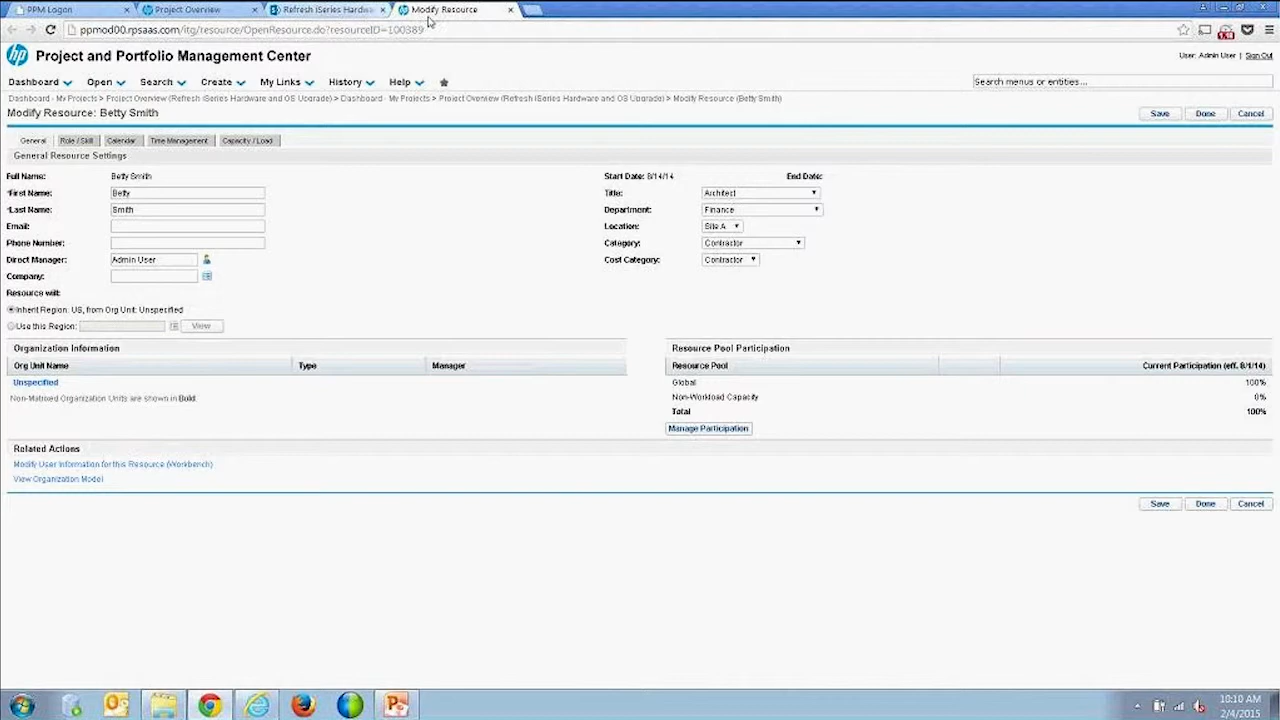 PPM Logon
Project Overview
Refresh iSeries Hardw
Modify Resource
ppmod00.rpsaas.com/itg/resource/OpenResource.do?resourceID=100389
hp Project and Portfolio Management Center
User: Admin User | Sign Out
Dashboard Open Search Create My Links History Help
Search menus or entities...
Dashboard - My Projects > Project Overview (Refresh iSeries Hardware and OS Upgrade) > Dashboard - My Projects > Project Overview (Refresh iSeries Hardware and OS Upgrade) > Modify Resource (Betty Smith)
Modify Resource: Betty Smith
Save Done Cancel
General Role / Skill Calendar Time Management Capacity / Load
General Resource Settings
Full Name: Betty Smith
Start Date: 8/14/14 End Date:
*First Name: Betty
Title: Architect
*Last Name: Smith
Department: Finance
Email:
Location: Site A
Phone Number:
Category: Contractor
Direct Manager: Admin User
Cost Category: Contractor
Company:
Resource will:
Inherit Region: US, from Org Unit: Unspecified
Use this Region: View
Organization Information
Org Unit Name Type Manager
Unspecified
Non-Matrixed Organization Units are shown in Bold.
Resource Pool Participation
Resource Pool Current Participation (eff. 8/1/14)
Global 100%
Non-Workload Capacity 0%
Total 100%
Manage Participation
Related Actions
Modify User Information for this Resource (Workbench)
View Organization Model
Save Done Cancel
10:10 AM
2/4/2015